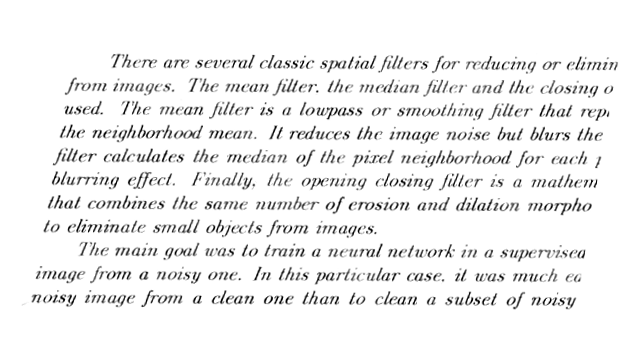 There are several classic spatial filters for reducing or elimin
from images. The mean filter, the median filter and the closing o
used. The mean filter is a lowpass or smoothing filter that rep
the neighborhood mean. It reduces the image noise but blurs the
filter calculates the median of the pixel neighborhood for each
blurring effect. Finally, the opening closing filter is a mathem
that combines the same number of erosion and dilation morpho
to eliminate small objects from images.
The main goal was to train a neural network in a supervised
image from a noisy one. In this particular case, it was much ea
noisy image from a clean one than to clean a subset of noisy